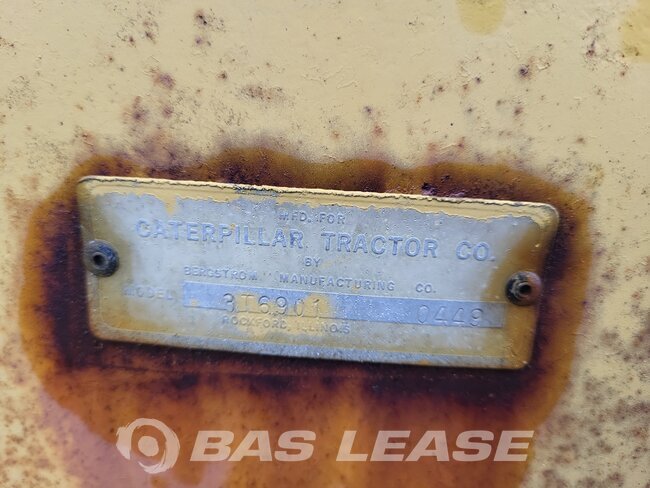 MFD. FOR
CATERPILLAR TRACTOR CO.
BY
BERGSTROM MANUFACTURING CO.
MODEL 3T6901 0449
ROCKFORD, ILLINOIS
BAS LEASE